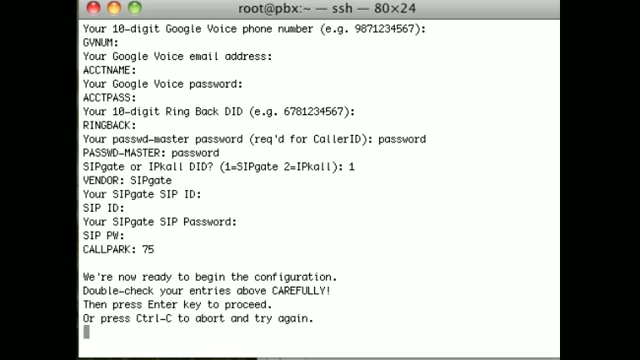 root@pbx:~ — ssh — 80×24
Your 10-digit Google Voice phone number (e.g. 9871234567):
GVNUM:
Your Google Voice email address:
ACCTNAME:
Your Google Voice password:
ACCTPASS:
Your 10-digit Ring Back DID (e.g. 6781234567):
RINGBACK:
Your passwd-master password (req'd for CallerID): password
PASSWD-MASTER: password
SIPgate or IPkall DID? (1=SIPgate 2=IPkall): 1
VENDOR: SIPgate
Your SIPgate SIP ID:
SIP ID:
Your SIPgate SIP Password:
SIP PW:
CALLPARK: 75
We're now ready to begin the configuration.
Double-check your entries above CAREFULLY!
Then press Enter key to proceed.
Or press Ctrl-C to abort and try again.